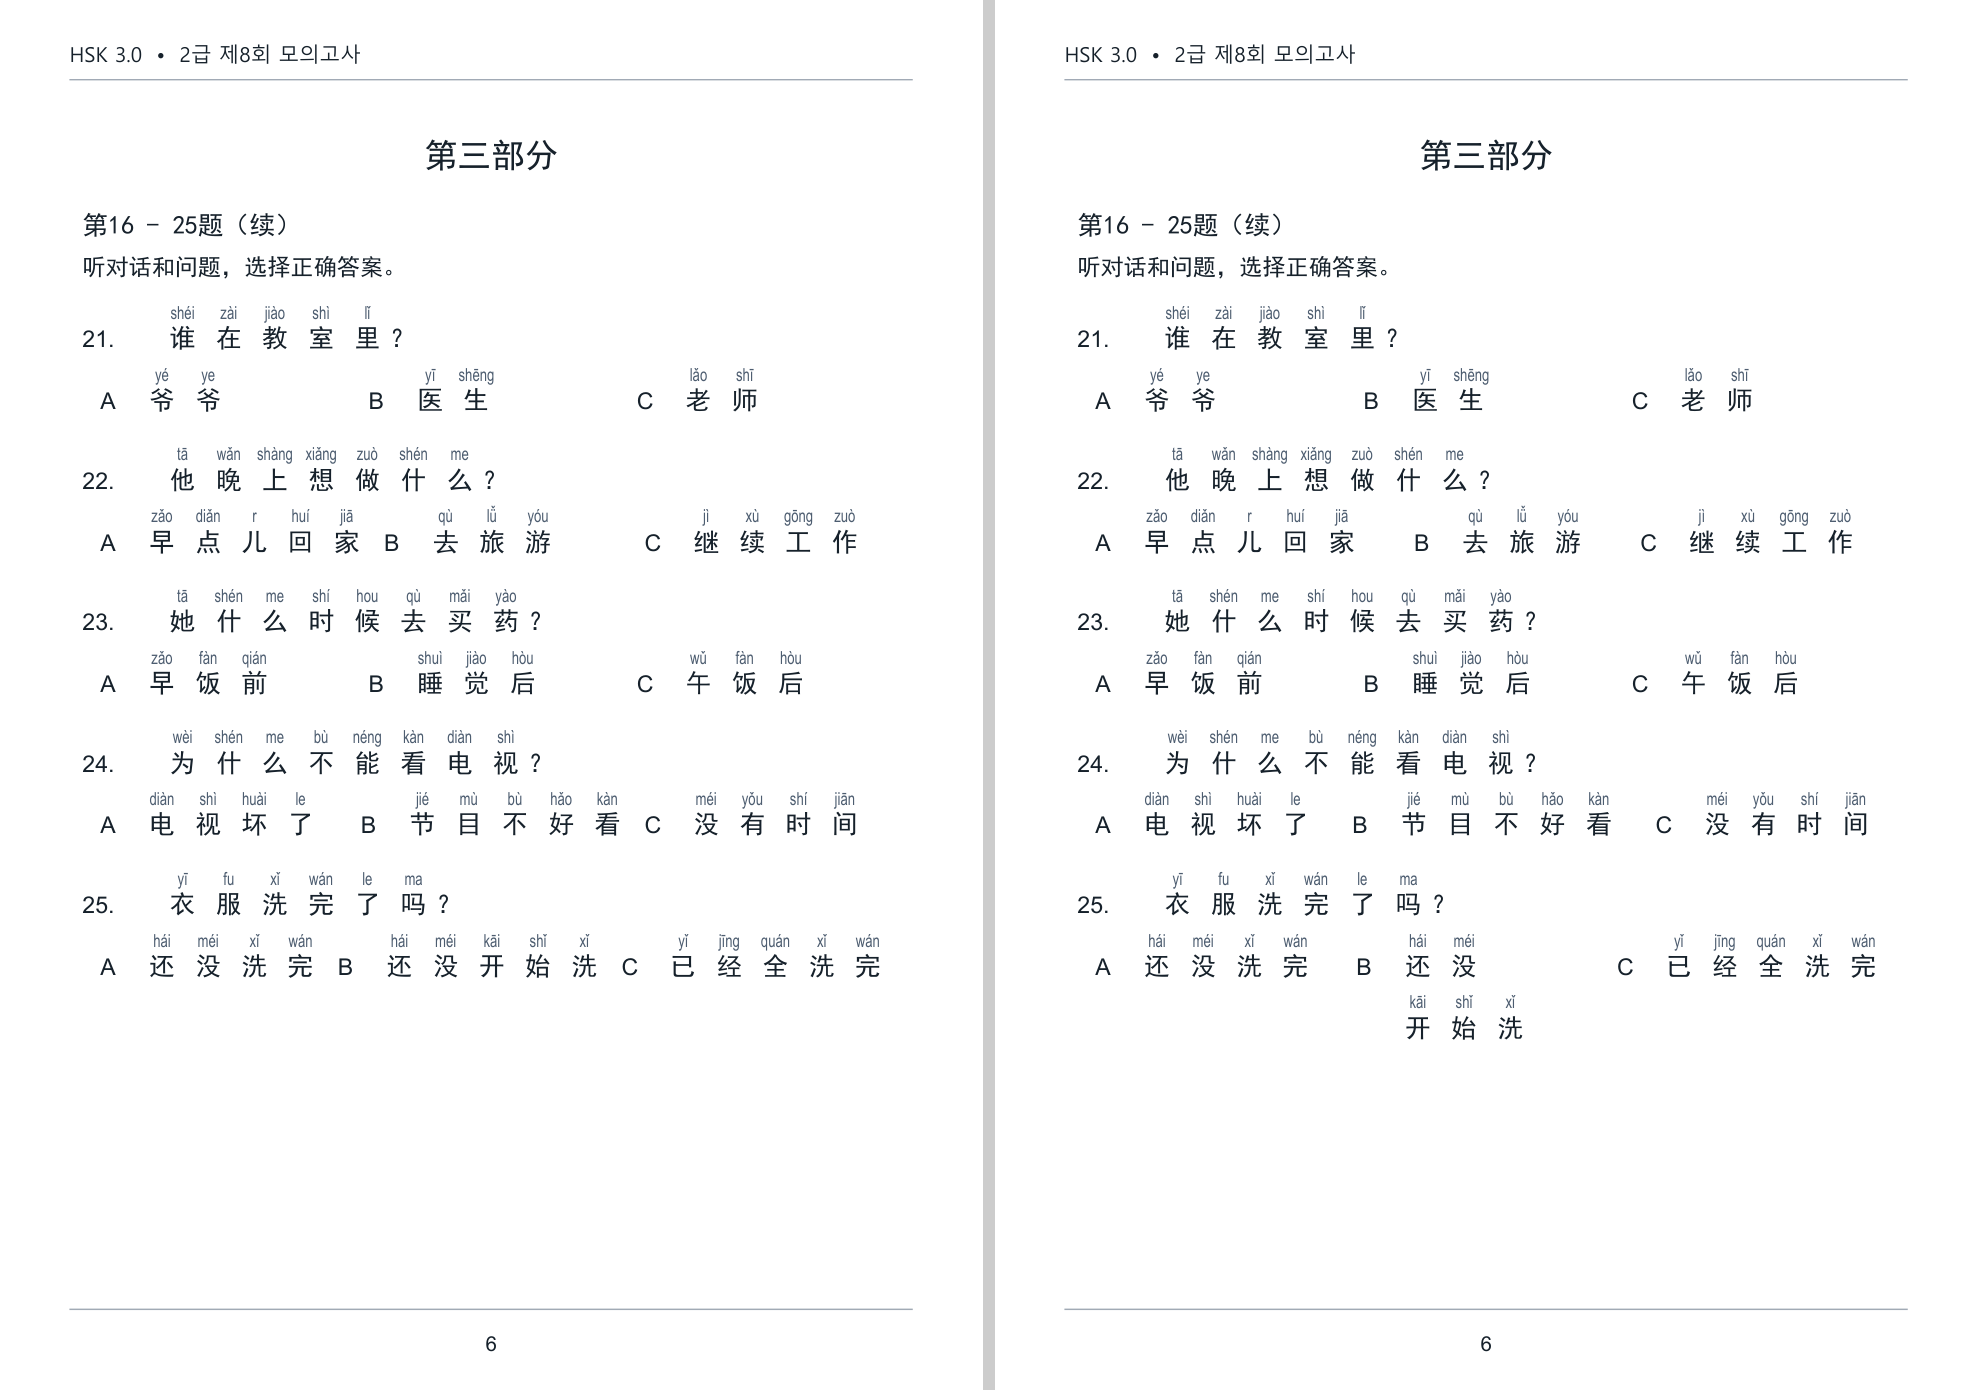 HSK 3.0 • 2급 제8회 모의고사
第三部分
第16 – 25题（续）
听对话和问题，选择正确答案。
shéi zài jiào shì lǐ
21. 谁在教室里？
yé ye yī shēng lǎo shī
A 爷爷 B 医生 C 老师
tā wǎn shàng xiǎng zuò shén me
22. 他晚上想做什么？
zǎo diǎn r huí jiā qù lǚ yóu jì xù gōng zuò
A 早点儿回家 B 去旅游 C 继续工作
tā shén me shí hou qù mǎi yào
23. 她什么时候去买药？
zǎo fàn qián shuì jiào hòu wǔ fàn hòu
A 早饭前 B 睡觉后 C 午饭后
wèi shén me bù néng kàn diàn shì
24. 为什么不能看电视？
diàn shì huài le jié mù bù hǎo kàn méi yǒu shí jiān
A 电视坏了 B 节目不好看 C 没有时间
yī fu xǐ wán le ma
25. 衣服洗完了吗？
hái méi xǐ wán hái méi kāi shǐ xǐ yǐ jīng quán xǐ wán
A 还没洗完 B 还没开始洗 C 已经全洗完
6
HSK 3.0 • 2급 제8회 모의고사
第三部分
第16 – 25题（续）
听对话和问题，选择正确答案。
shéi zài jiào shì lǐ
21. 谁在教室里？
yé ye yī shēng lǎo shī
A 爷爷 B 医生 C 老师
tā wǎn shàng xiǎng zuò shén me
22. 他晚上想做什么？
zǎo diǎn r huí jiā qù lǚ yóu jì xù gōng zuò
A 早点儿回家 B 去旅游 C 继续工作
tā shén me shí hou qù mǎi yào
23. 她什么时候去买药？
zǎo fàn qián shuì jiào hòu wǔ fàn hòu
A 早饭前 B 睡觉后 C 午饭后
wèi shén me bù néng kàn diàn shì
24. 为什么不能看电视？
diàn shì huài le jié mù bù hǎo kàn méi yǒu shí jiān
A 电视坏了 B 节目不好看 C 没有时间
yī fu xǐ wán le ma
25. 衣服洗完了吗？
hái méi xǐ wán hái méi yǐ jīng quán xǐ wán
A 还没洗完 B 还没 C 已经全洗完
kāi shǐ xǐ
开始洗
6